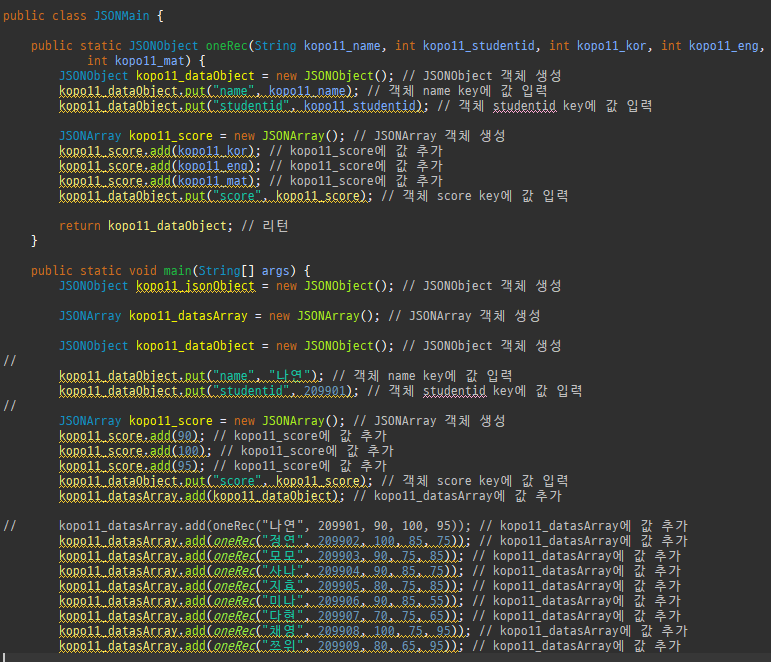 public class JSONMain {
public static JSONObject oneRec(String kopo11_name, int kopo11_studentid, int kopo11_kor, int kopo11_eng,
int kopo11_mat) {
JSONObject kopo11_dataObject = new JSONObject(); // JSONObject 객체 생성
kopo11_dataObject.put("name", kopo11_name); // 객체 name key에 값 입력
kopo11_dataObject.put("studentid", kopo11_studentid); // 객체 studentid key에 값 입력
JSONArray kopo11_score = new JSONArray(); // JSONArray 객체 생성
kopo11_score.add(kopo11_kor); // kopo11_score에 값 추가
kopo11_score.add(kopo11_eng); // kopo11_score에 값 추가
kopo11_score.add(kopo11_mat); // kopo11_score에 값 추가
kopo11_dataObject.put("score", kopo11_score); // 객체 score key에 값 입력
return kopo11_dataObject; // 리턴
}
public static void main(String[] args) {
JSONObject kopo11_jsonObject = new JSONObject(); // JSONObject 객체 생성
JSONArray kopo11_datasArray = new JSONArray(); // JSONArray 객체 생성
JSONObject kopo11_dataObject = new JSONObject(); // JSONObject 객체 생성
//
kopo11_dataObject.put("name", "나연"); // 객체 name key에 값 입력
kopo11_dataObject.put("studentid", 209901); // 객체 studentid key에 값 입력
//
JSONArray kopo11_score = new JSONArray(); // JSONArray 객체 생성
kopo11_score.add(90); // kopo11_score에 값 추가
kopo11_score.add(100); // kopo11_score에 값 추가
kopo11_score.add(95); // kopo11_score에 값 추가
kopo11_dataObject.put("score", kopo11_score); // 객체 score key에 값 입력
kopo11_datasArray.add(kopo11_dataObject); // kopo11_datasArray에 값 추가
// kopo11_datasArray.add(oneRec("나연", 209901, 90, 100, 95)); // kopo11_datasArray에 값 추가
kopo11_datasArray.add(oneRec("정연", 209902, 100, 85, 75)); // kopo11_datasArray에 값 추가
kopo11_datasArray.add(oneRec("모모", 209903, 90, 75, 85)); // kopo11_datasArray에 값 추가
kopo11_datasArray.add(oneRec("사나", 209904, 90, 85, 75)); // kopo11_datasArray에 값 추가
kopo11_datasArray.add(oneRec("지효", 209905, 80, 75, 85)); // kopo11_datasArray에 값 추가
kopo11_datasArray.add(oneRec("미나", 209906, 90, 85, 55)); // kopo11_datasArray에 값 추가
kopo11_datasArray.add(oneRec("다현", 209907, 70, 75, 65)); // kopo11_datasArray에 값 추가
kopo11_datasArray.add(oneRec("채영", 209908, 100, 75, 95)); // kopo11_datasArray에 값 추가
kopo11_datasArray.add(oneRec("쯔위", 209909, 80, 65, 95)); // kopo11_datasArray에 값 추가